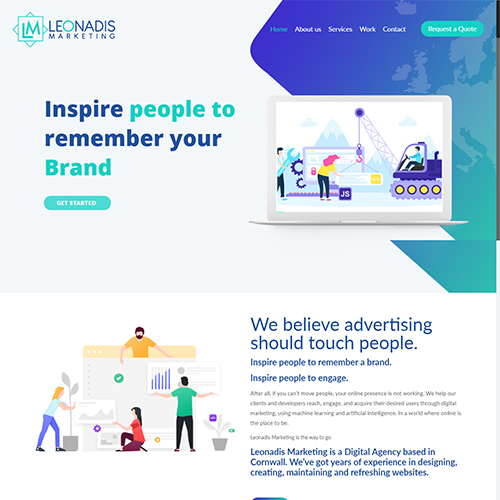 LM LEONADIS
MARKETING
Home About us Services Work Contact Request a Quote
Inspire people to
remember your
Brand
GET STARTED
JS
We believe advertising
should touch people.
Inspire people to remember a brand.
Inspire people to engage.
After all, if you can't move people, your online presence is not working. We help our
clients and developers reach, engage, and acquire their desired users through digital
marketing, using machine learning and artificial intelligence. In a world where online is
the place to be.
Leonadis Marketing is the way to go
Leonadis Marketing is a Digital Agency based in
Cornwall. We've got years of experience in designing,
creating, maintaining and refreshing websites.